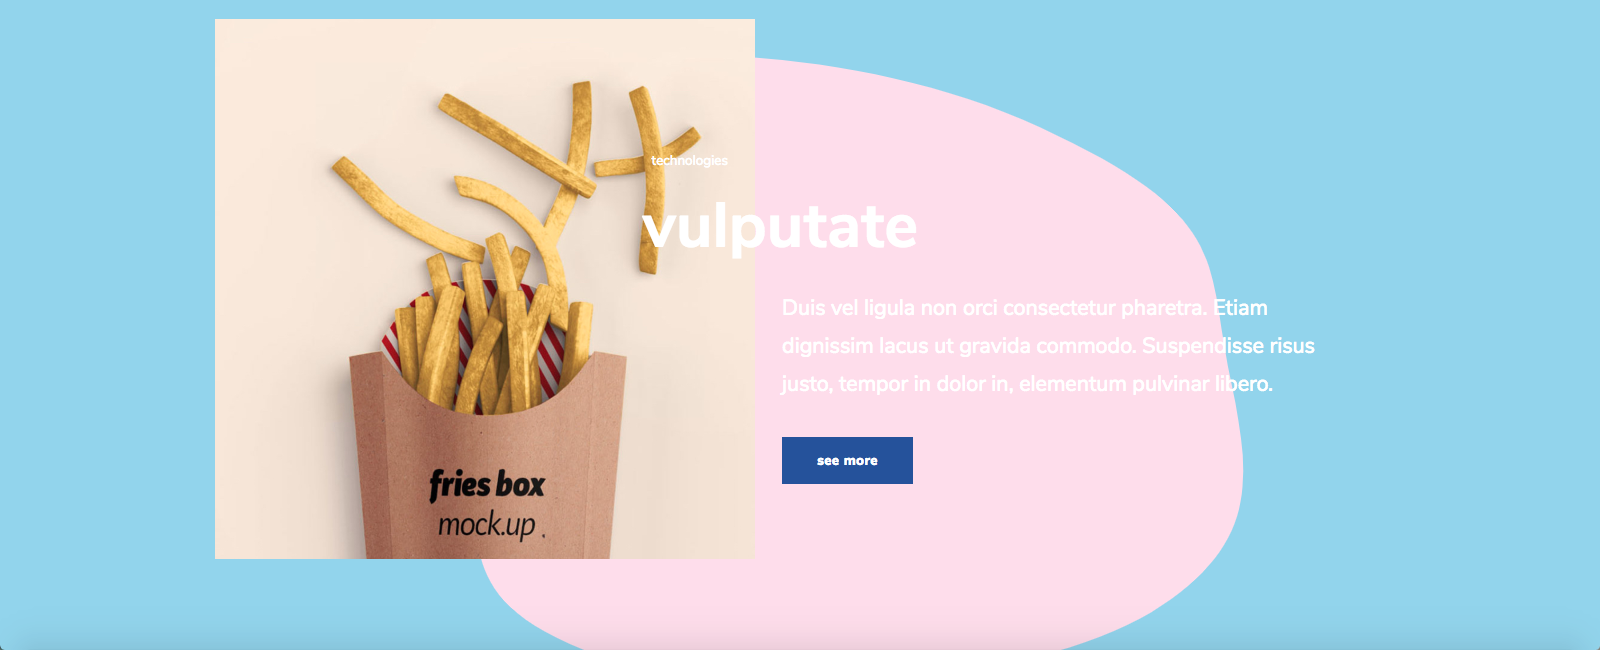 technologies
vulputate
Duis vel ligula non orci consectetur pharetra. Etiam
dignissim lacus ut gravida commodo. Suspendisse risus
justo, tempor in dolor in, elementum pulvinar libero.
see more
fries box
mock.up